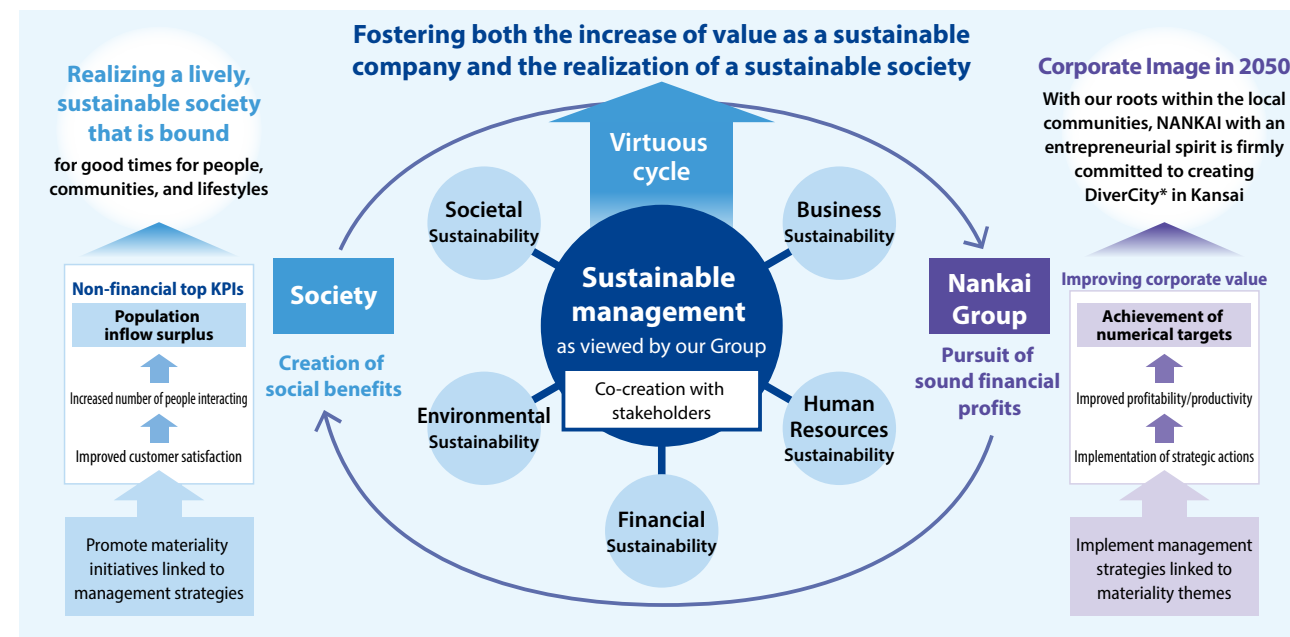 Fostering both the increase of value as a sustainable
company and the realization of a sustainable society
Realizing a lively,
sustainable society
that is bound
for good times for people,
communities, and lifestyles
Non-financial top KPIs
Population
inflow surplus
Increased number of people interacting
Improved customer satisfaction
Promote materiality
initiatives linked to
management strategies
Society
Creation of
social benefits
Virtuous
cycle
Societal
Sustainability
Business
Sustainability
Sustainable
management
as viewed by our Group
Co-creation with
stakeholders
Environmental
Sustainability
Human
Resources
Sustainability
Financial
Sustainability
Nankai
Group
Pursuit of
sound financial
profits
Corporate Image in 2050
With our roots within the local
communities, NANKAI with an
entrepreneurial spirit is firmly
committed to creating
DiverCity* in Kansai
Improving corporate value
Achievement of
numerical targets
Improved profitability/productivity
Implementation of strategic actions
Implement management
strategies linked to
materiality themes